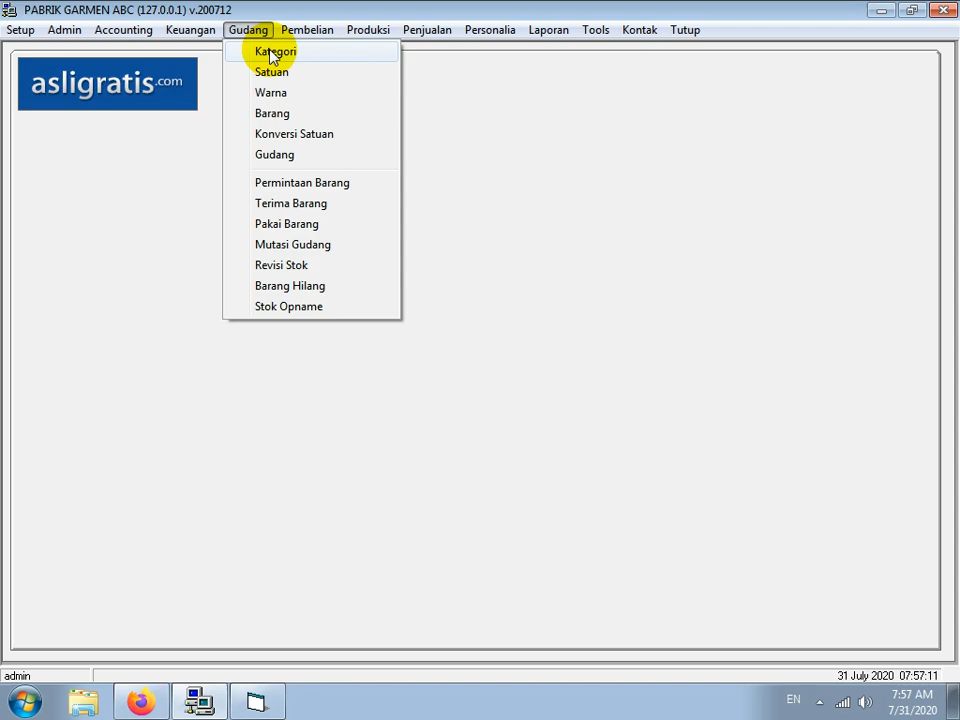 PABRIK GARMEN ABC (127.0.0.1) v.200712
Setup Admin Accounting Keuangan Gudang Pembelian Produksi Penjualan Personalia Laporan Tools Kontak Tutup
asligratis.com
Kategori
Satuan
Warna
Barang
Konversi Satuan
Gudang
Permintaan Barang
Terima Barang
Pakai Barang
Mutasi Gudang
Revisi Stok
Barang Hilang
Stok Opname
admin 31 July 2020 07:57:11
EN 7:57 AM
7/31/2020